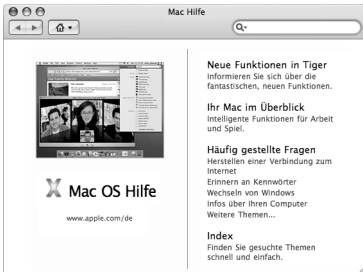 Mac Hilfe
Mac OS Hilfe
www.apple.com/de
Neue Funktionen in Tiger
Informieren Sie sich über die
fantastischen, neuen Funktionen.
Ihr Mac im Überblick
Intelligente Funktionen für Arbeit
und Spiel.
Häufig gestellte Fragen
Herstellen einer Verbindung zum
Internet
Erinnern an Kennwörter
Wechseln von Windows
Infos über Ihren Computer
Weitere Themen...
Index
Finden Sie gesuchte Themen
schnell und einfach.